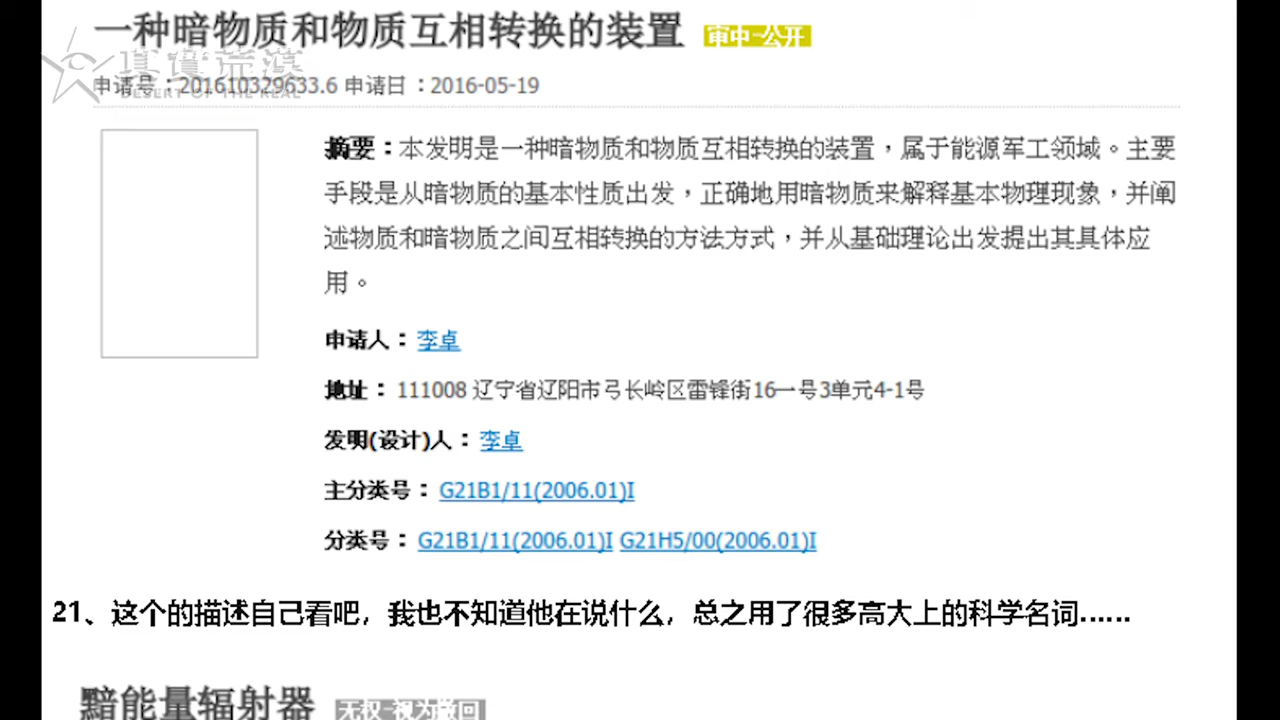 一种暗物质和物质互相转换的装置 审中-公开
真實荒漠
DESERT OF THE REAL
申请号：201610329633.6 申请日：2016-05-19
摘要：本发明是一种暗物质和物质互相转换的装置，属于能源军工领域。主要
手段是从暗物质的基本性质出发，正确地用暗物质来解释基本物理现象，并阐
述物质和暗物质之间互相转换的方法方式，并从基础理论出发提出其具体应
用。
申请人：李卓
地址：111008 辽宁省辽阳市弓长岭区雷锋街16一号3单元4-1号
发明(设计)人：李卓
主分类号：G21B1/11(2006.01)I
分类号：G21B1/11(2006.01)I G21H5/00(2006.01)I
21、这个的描述自己看吧，我也不知道他在说什么，总之用了很多高大上的科学名词......
黯能量辐射器 无权-视为撤回